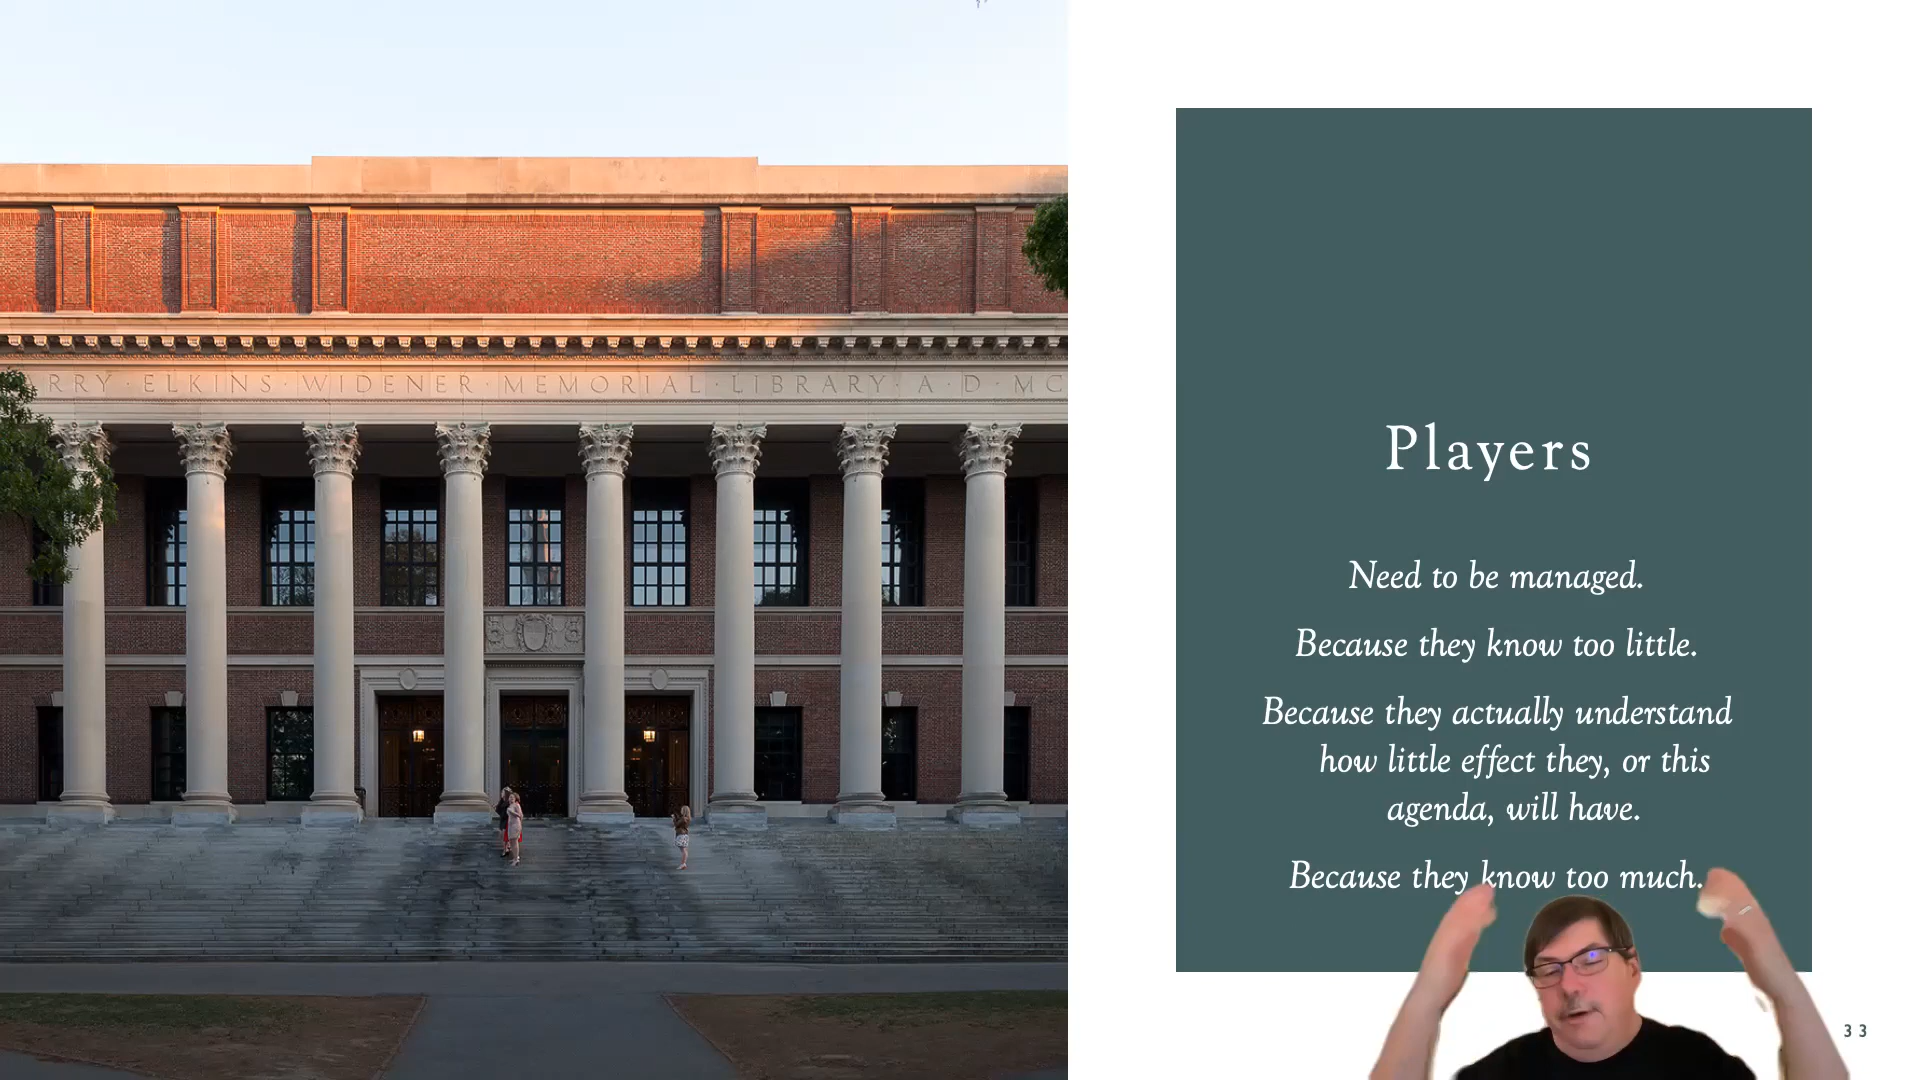 RRY · ELKINS · WIDENER · MEMORIAL · LIBRARY · A · D · MC
Players
Need to be managed.
Because they know too little.
Because they actually understand
how little effect they, or this
agenda, will have.
Because they know too much.
33